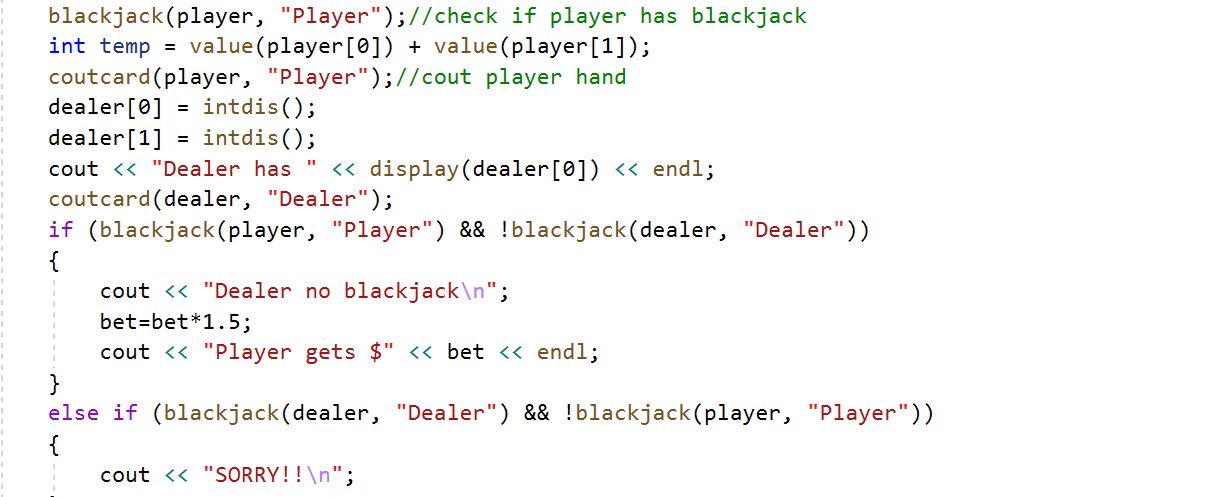 blackjack(player, "Player");//check if player has blackjack
int temp = value(player[0]) + value(player[1]);
coutcard(player, "Player");//cout player hand
dealer[0] = intdis();
dealer[1] = intdis();
cout << "Dealer has " << display(dealer[0]) << endl;
coutcard(dealer, "Dealer");
if (blackjack(player, "Player") && !blackjack(dealer, "Dealer"))
{
    cout << "Dealer no blackjack\n";
    bet=bet*1.5;
    cout << "Player gets $" << bet << endl;
}
else if (blackjack(dealer, "Dealer") && !blackjack(player, "Player"))
{
    cout << "SORRY!!\n";